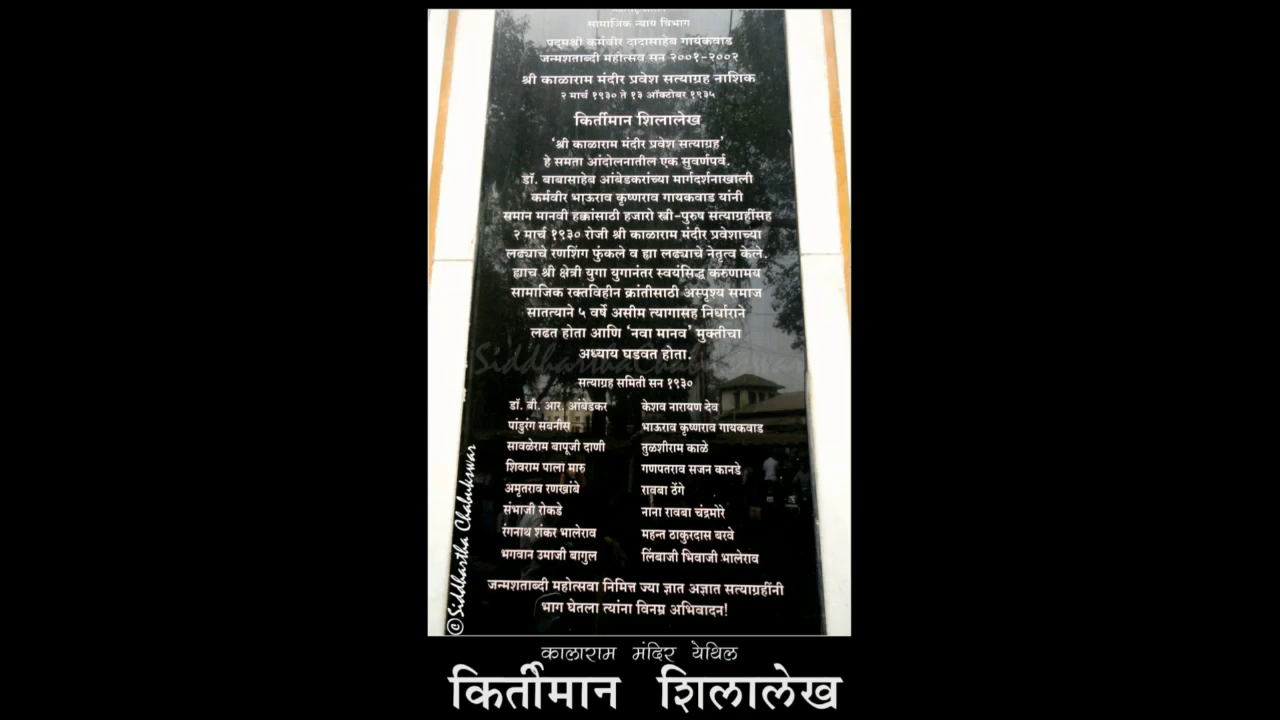 सामाजिक न्याय विभाग
पद्मश्री कर्मवीर दादासाहेब गायकवाड
जन्मशताब्दी महोत्सव सन २००१-२००२
श्री काळाराम मंदीर प्रवेश सत्याग्रह नाशिक
२ मार्च १९३० ते १३ ऑक्टोबर १९३५
किर्तीमान शिलालेख
‘श्री काळाराम मंदीर प्रवेश सत्याग्रह’
हे समता आंदोलनातील एक सुवर्णपर्व.
डॉ. बाबासाहेब आंबेडकरांच्या मार्गदर्शनाखाली
कर्मवीर भाऊराव कृष्णराव गायकवाड यांनी
समान मानवी हक्कांसाठी हजारो स्त्री-पुरुष सत्याग्रहींसह
२ मार्च १९३० रोजी श्री काळाराम मंदीर प्रवेशाच्या
लढ्याचे रणशिंग फुंकले व ह्या लढ्याचे नेतृत्व केले.
ह्याच श्री क्षेत्री युगा युगानंतर स्वयंसिद्ध करुणामय
सामाजिक रक्तविहीन क्रांतीसाठी अस्पृश्य समाज
सातत्याने ५ वर्षे असीम त्यागासह निर्धाराने
लढत होता आणि ‘नवा मानव’ मुक्तीचा
अध्याय घडवत होता.
SiddharthaChabukswar
सत्याग्रह समिती सन १९३०
डॉ. बी. आर. आंबेडकर केशव नारायण देव
पांडुरंग सबनीस भाऊराव कृष्णराव गायकवाड
सावळेराम बापूजी दाणी तुळशीराम काळे
शिवराम पाला मारु गणपतराव सजन कानडे
अमृतराव रणखांबे रावबा ठेंगे
संभाजी रोकडे नाना रावबा चंद्रमोरे
रंगनाथ शंकर भालेराव महन्त ठाकुरदास बरवे
भगवान उमाजी बागुल लिंबाजी भिवाजी भालेराव
जन्मशताब्दी महोत्सवा निमित्त ज्या ज्ञात अज्ञात सत्याग्रहींनी
भाग घेतला त्यांना विनम्र अभिवादन!
©Siddhartha Chabukswar
कालाराम मंदिर येथिल
किर्तीमान शिलालेख